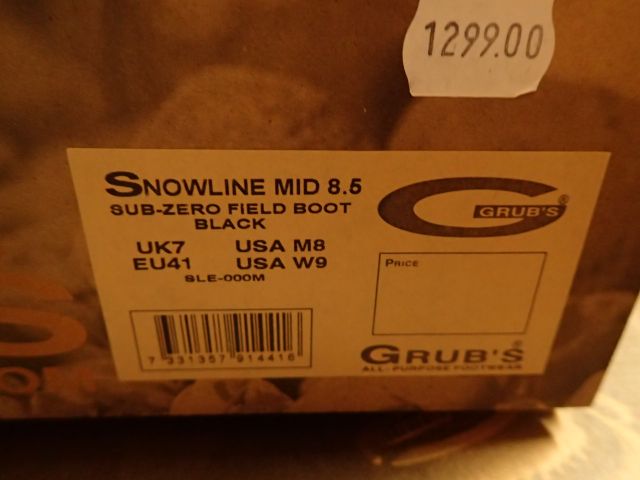 1299.00
SNOWLINE MID 8.5
SUB-ZERO FIELD BOOT
BLACK
UK7 USA M8
EU41 USA W9
SLE-000M
7 331357 914416
GRUB'S®
PRICE
GRUB'S
ALL-PURPOSE FOOTWEAR
S
OM